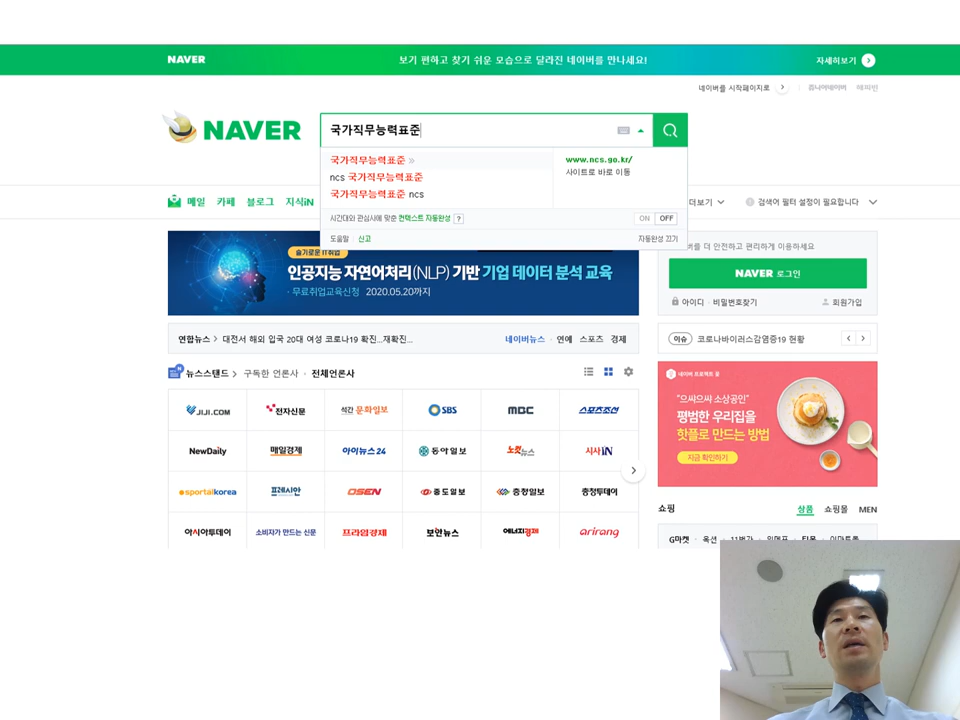 NAVER
보기 편하고 찾기 쉬운 모습으로 달라진 네이버를 만나세요!
자세히보기
네이버를 시작페이지로
쥬니어네이버 해피빈
NAVER
국가직무능력표준
국가직무능력표준
ncs 국가직무능력표준
국가직무능력표준 ncs
www.ncs.go.kr/
사이트로 바로 이동
시간대와 관심사에 맞춘 컨텍스트 자동완성 ?
ON OFF
도움말 신고
자동완성 끄기
메일 카페 블로그 지식iN
더보기
검색어 필터 설정이 필요합니다
슬기로운 IT취업
인공지능 자연어처리(NLP) 기반 기업 데이터 분석 교육
· 무료취업교육신청 2020.05.20까지
버를 더 안전하고 편리하게 이용하세요
NAVER 로그인
아이디 · 비밀번호찾기
회원가입
연합뉴스 > 대전서 해외 입국 20대 여성 코로나19 확진...재확진...
네이버뉴스 · 연예 스포츠 경제
이슈 코로나바이러스감염증19 현황
뉴스스탠드 > 구독한 언론사 · 전체언론사
JIJI.COM 전자신문 석간 문화일보 SBS MBC 스포츠조선
NewDaily 매일경제 아이뉴스24 동아일보 노컷뉴스 시사IN
sportalkorea 프레시안 OSEN 중도일보 중앙일보 충청투데이
아시아투데이 소비자가 만드는 신문 프라임경제 보안뉴스 에너지경제 arirang
네이버 프로젝트 꽃
"으쌰으쌰 소상공인"
평범한 우리집을
핫플로 만드는 방법
지금 확인하기
쇼핑
상품 쇼핑몰 MEN
G마켓 · 옥션 · 11번가 · 위메프 · 티몬 · 이마트몰